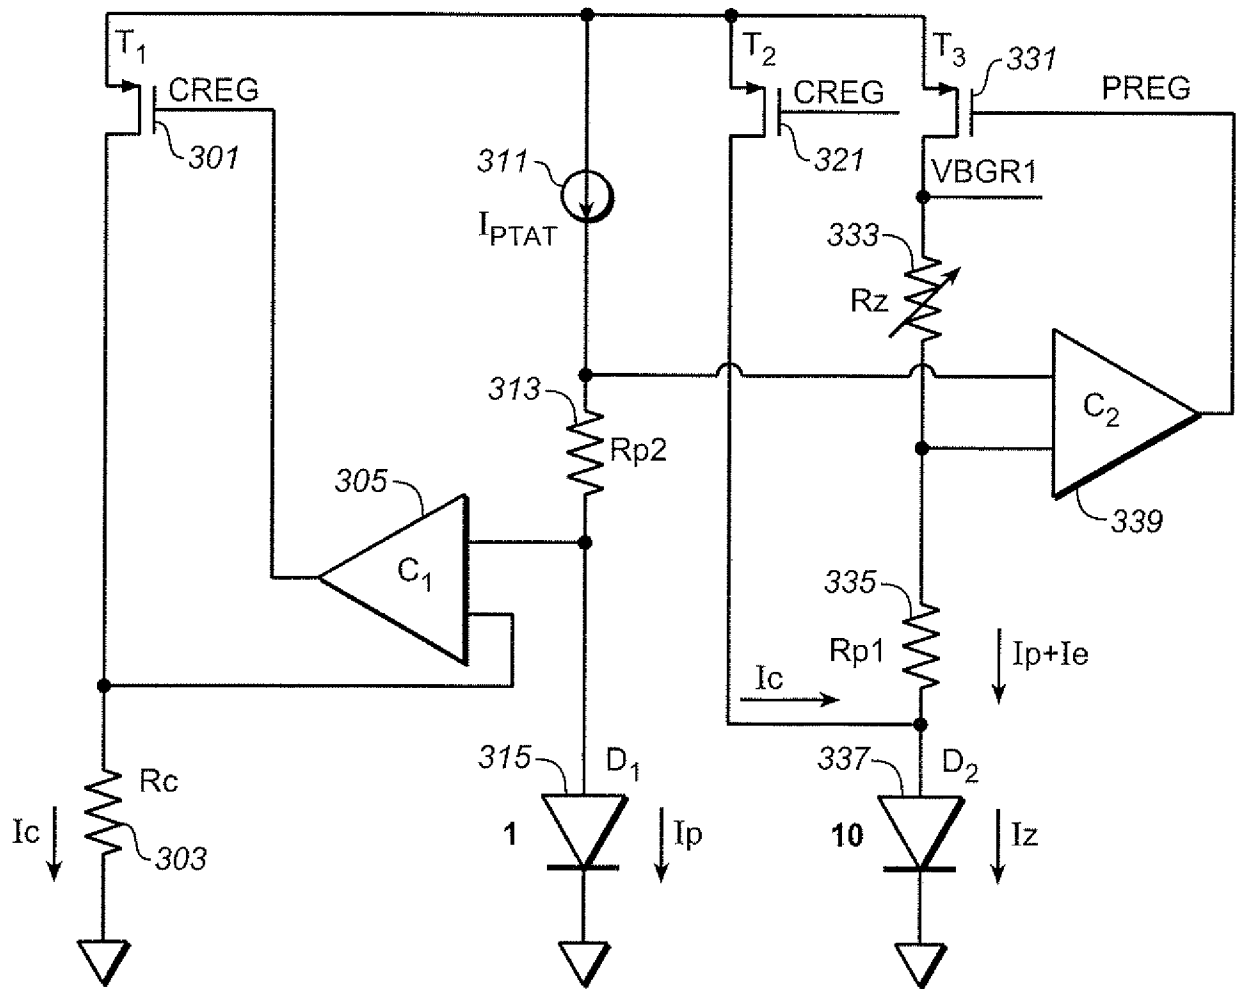 T1
CREG
301
T2
CREG
321
T3
331
PREG
VBGR1
311
IPTAT
333
Rz
313
Rp2
C2
339
305
C1
335
Rp1
Ip+Ie
Ic
315
D1
337
D2
Rc
Ic
303
1
Ip
10
Iz